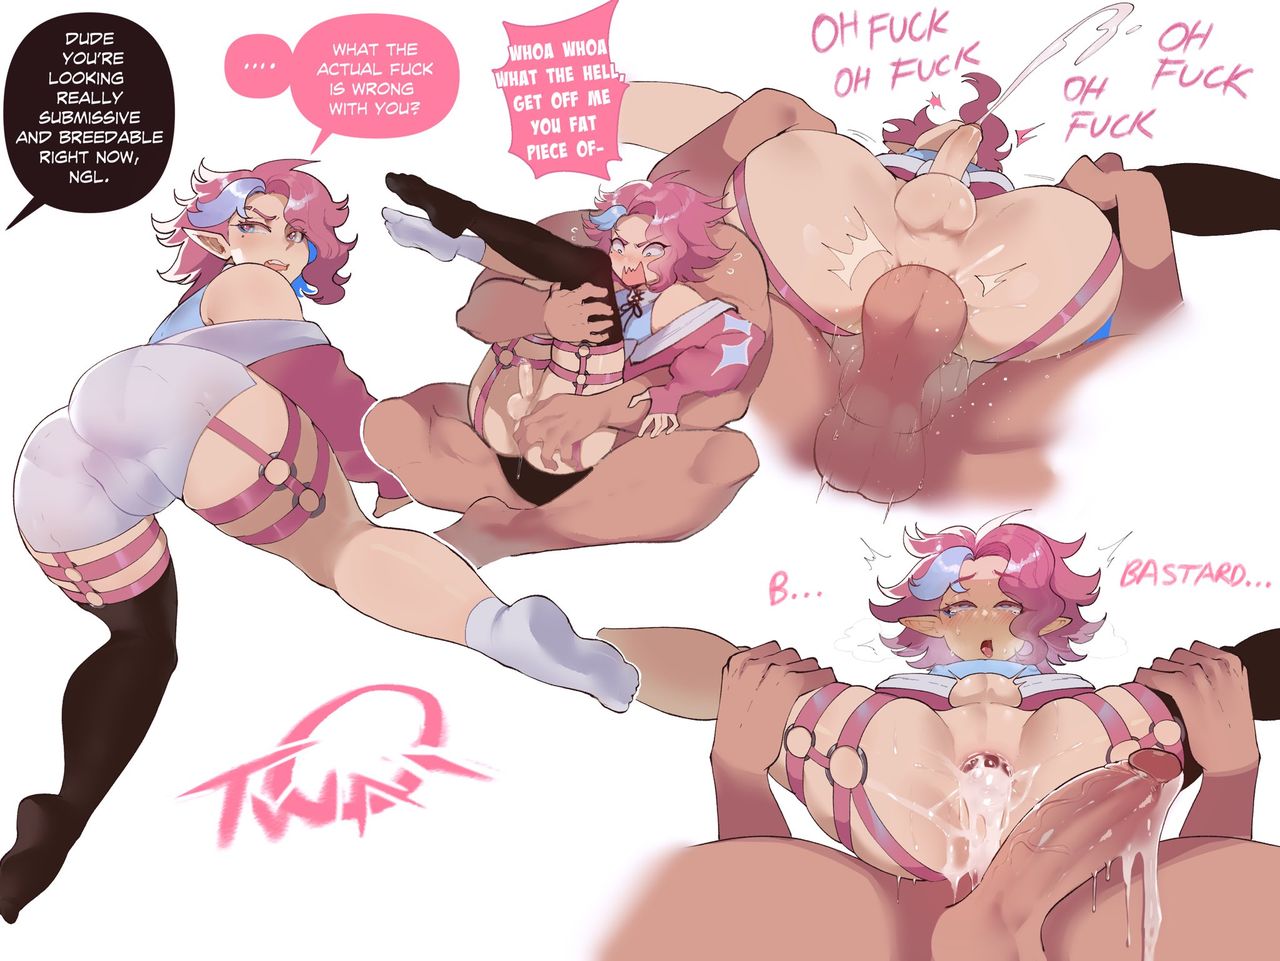 DUDE
YOU'RE
LOOKING
REALLY
SUBMISSIVE
AND BREEDABLE
RIGHT NOW,
NGL.
....
WHAT THE
ACTUAL FUCK
IS WRONG
WITH YOU?
WHOA WHOA
WHAT THE HELL,
GET OFF ME
YOU FAT
PIECE OF-
OH FUCK
OH FUCK
OH
FUCK
OH
FUCK
B...
BASTARD...